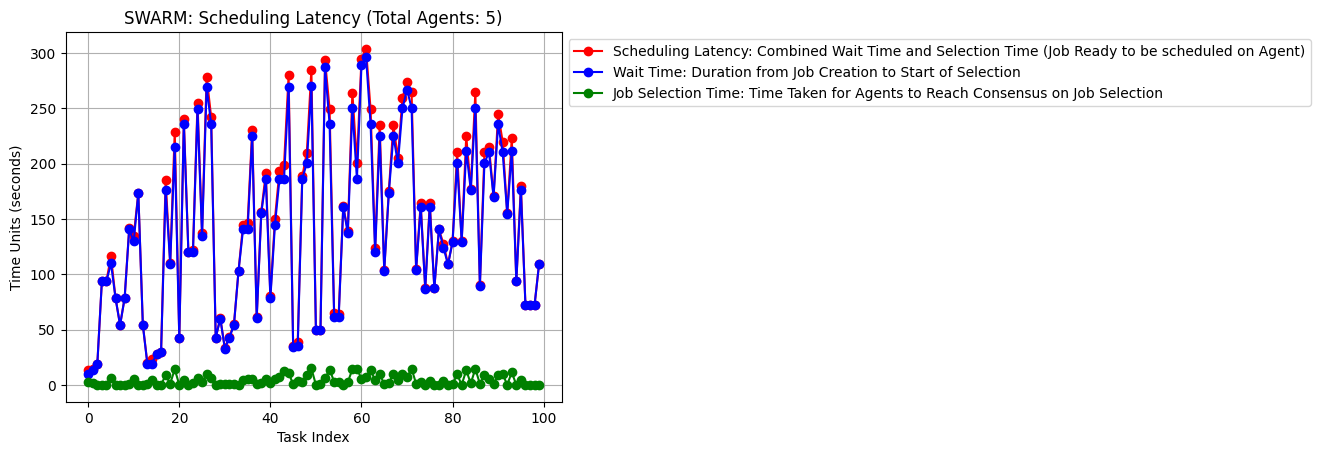 SWARM: Scheduling Latency (Total Agents: 5)
Scheduling Latency: Combined Wait Time and Selection Time (Job Ready to be scheduled on Agent)
Wait Time: Duration from Job Creation to Start of Selection
Job Selection Time: Time Taken for Agents to Reach Consensus on Job Selection
Time Units (seconds)
300
250
200
150
100
50
0
0 20 40 60 80 100
Task Index